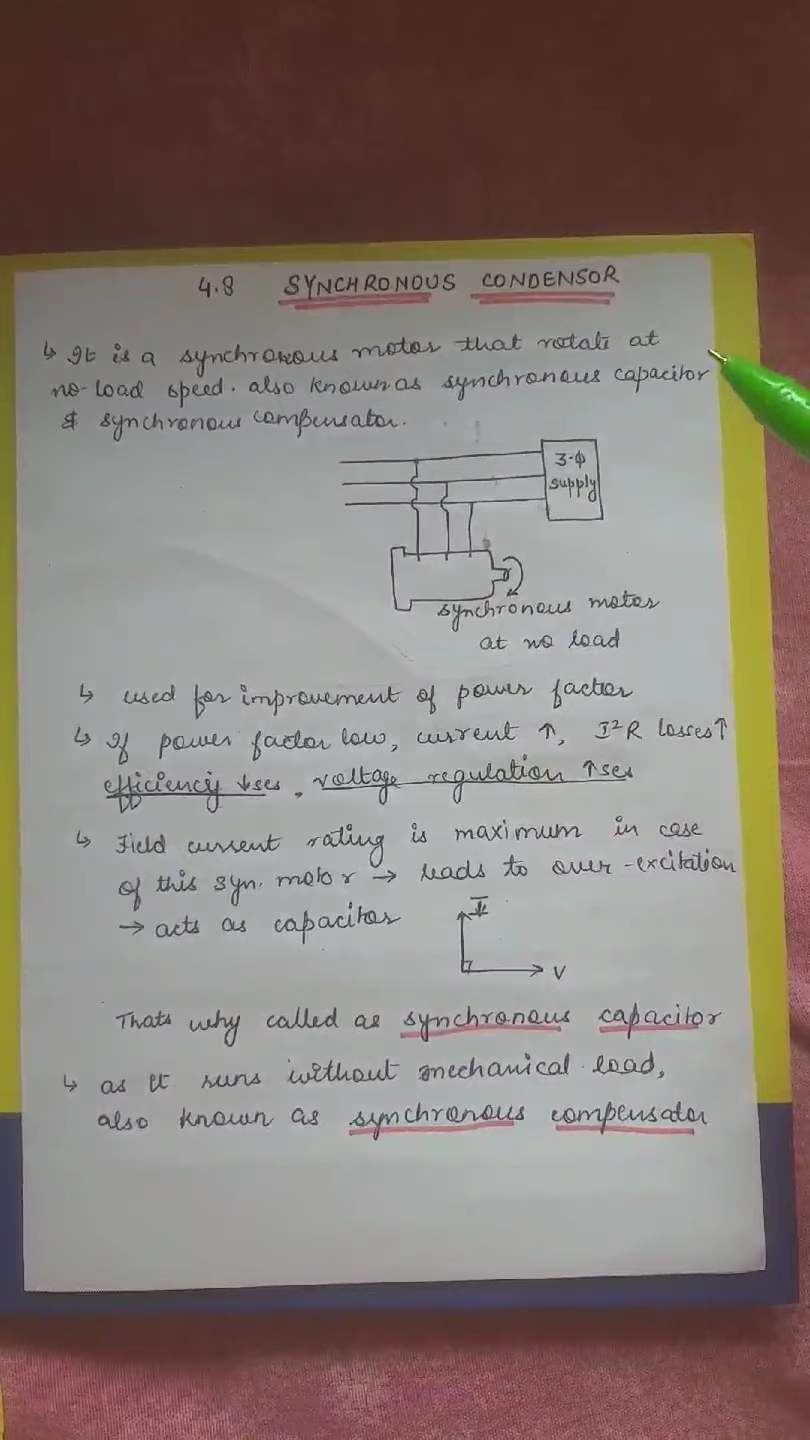 4.8 SYNCHRONOUS CONDENSOR
↳ It is a synchronous motor that rotate at
no-load speed. also known as synchronous capacitor
& synchronous compensator.
3-ϕ
supply
synchronous motor
at no load
↳ used for improvement of power factor
↳ If power factor low, current ↑, I²R losses↑
efficiency ↓ses, voltage regulation ↑ses
↳ Field current rating is maximum in case
of this syn. motor → leads to over-excitation
→ acts as capacitor
I
V
Thats why called as synchronous capacitor
↳ as it runs without mechanical load,
also known as synchronous compensator